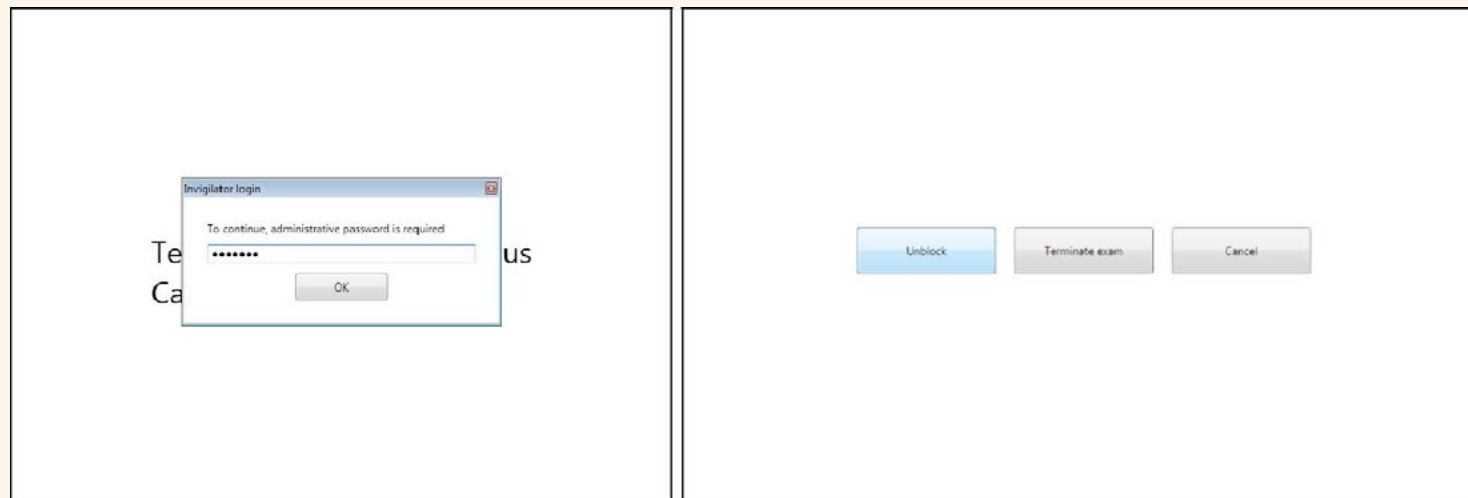 Invigilator login
To continue, administrative password is required
Te
us
•••••••
Ca
OK
Unblock
Terminate exam
Cancel